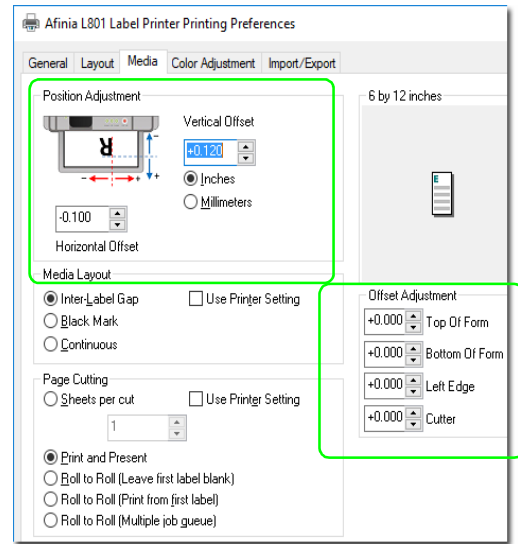 Afinia L801 Label Printer Printing Preferences
General Layout Media Color Adjustment Import/Export
Position Adjustment
R
Vertical Offset
+0.120
Inches
Millimeters
-0.100
Horizontal Offset
6 by 12 inches
E
Media Layout
Inter-Label Gap
Use Printer Setting
Black Mark
Continuous
Offset Adjustment
+0.000 Top Of Form
+0.000 Bottom Of Form
+0.000 Left Edge
+0.000 Cutter
Page Cutting
Sheets per cut
Use Printer Setting
1
Print and Present
Roll to Roll (Leave first label blank)
Roll to Roll (Print from first label)
Roll to Roll (Multiple job queue)